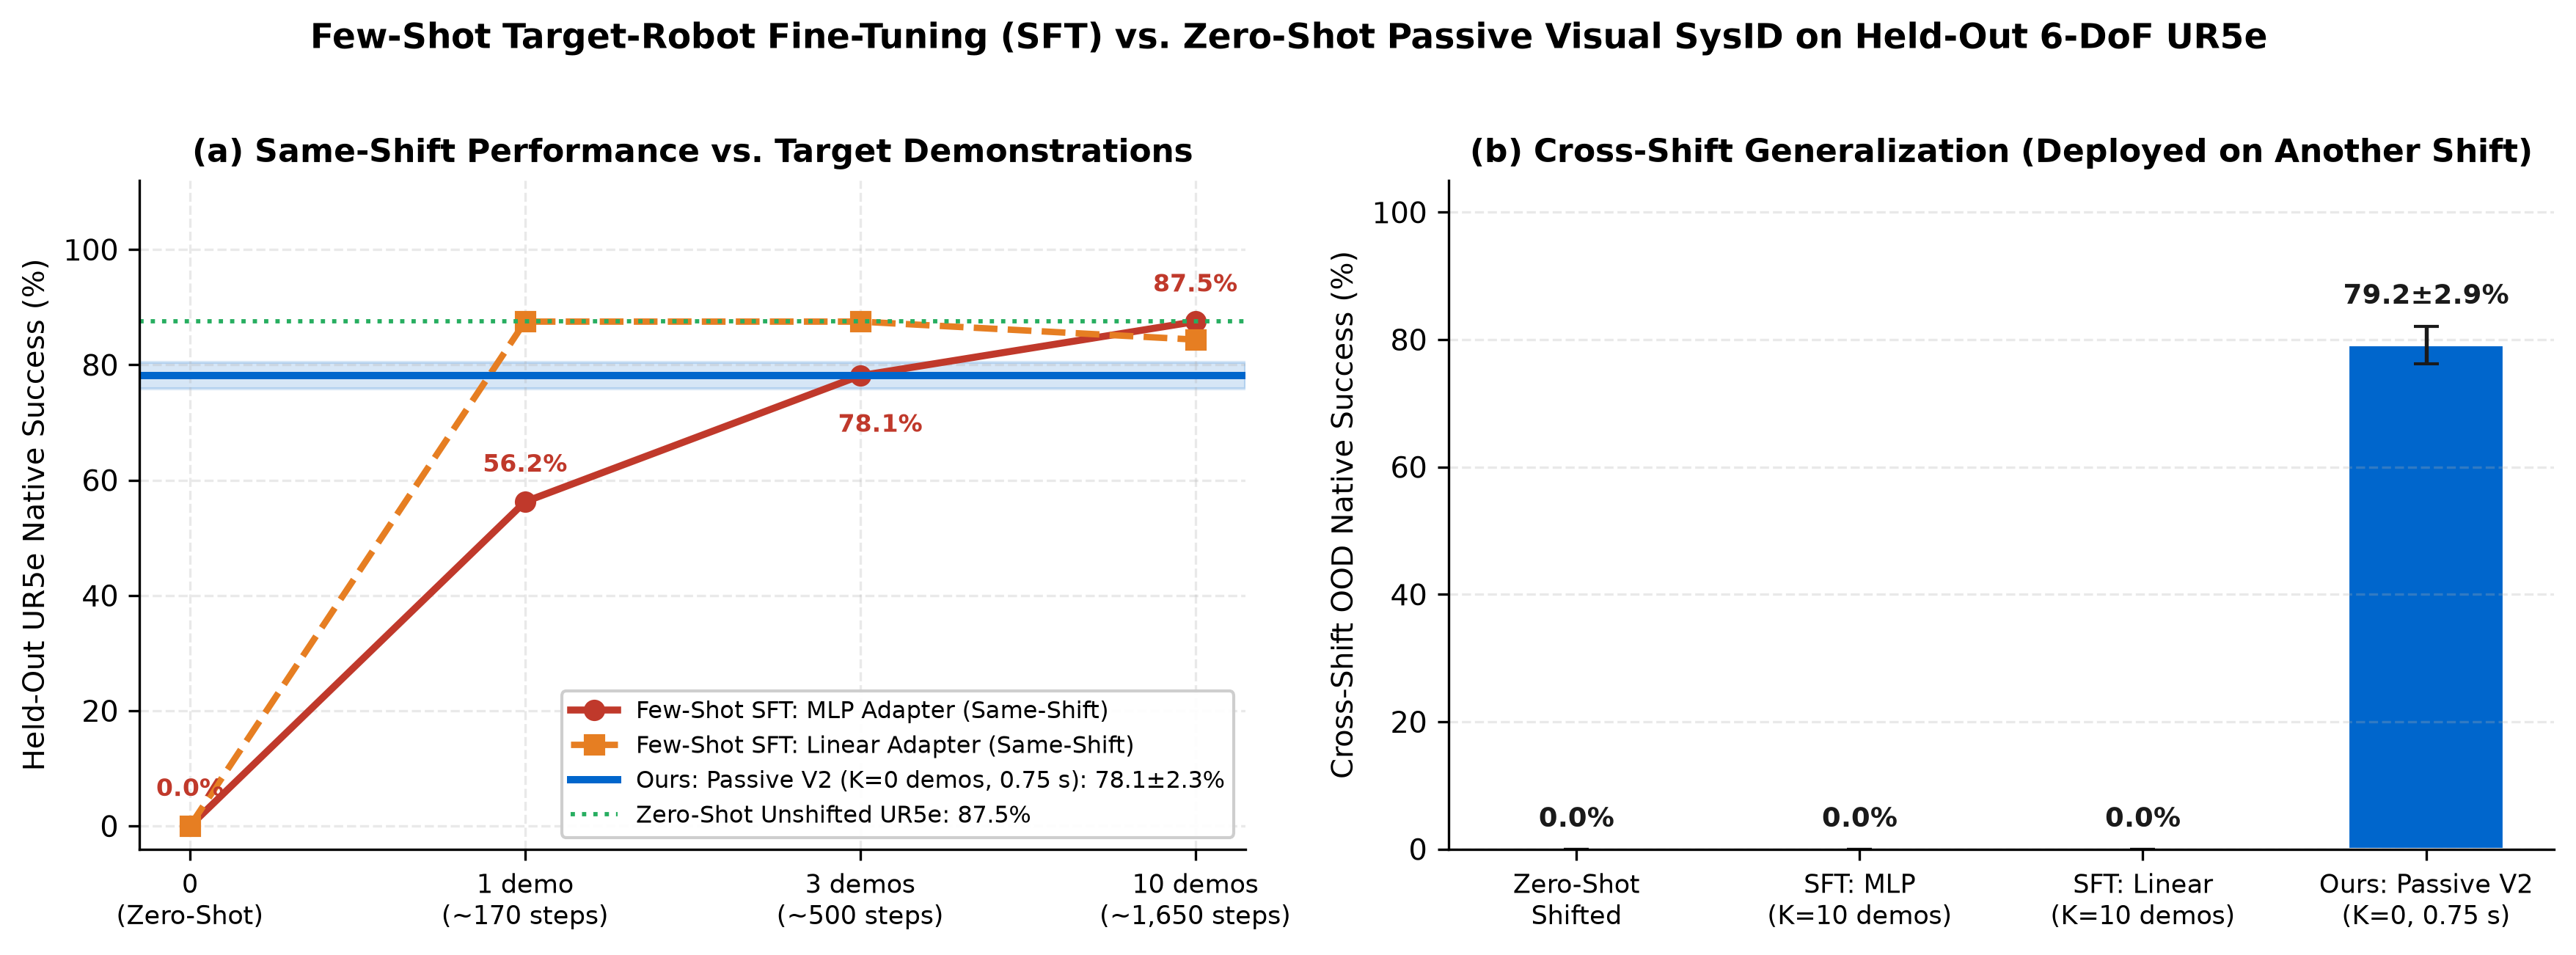 Few-Shot Target-Robot Fine-Tuning (SFT) vs. Zero-Shot Passive Visual SysID on Held-Out 6-DoF UR5e
(a) Same-Shift Performance vs. Target Demonstrations
Held-Out UR5e Native Success (%)
100
80
60
40
20
0
0.0%
56.2%
78.1%
87.5%
Few-Shot SFT: MLP Adapter (Same-Shift)
Few-Shot SFT: Linear Adapter (Same-Shift)
Ours: Passive V2 (K=0 demos, 0.75 s): 78.1±2.3%
Zero-Shot Unshifted UR5e: 87.5%
0
(Zero-Shot)
1 demo
(~170 steps)
3 demos
(~500 steps)
10 demos
(~1,650 steps)
(b) Cross-Shift Generalization (Deployed on Another Shift)
Cross-Shift OOD Native Success (%)
100
80
60
40
20
0
0.0%
0.0%
0.0%
79.2±2.9%
Zero-Shot
Shifted
SFT: MLP
(K=10 demos)
SFT: Linear
(K=10 demos)
Ours: Passive V2
(K=0, 0.75 s)